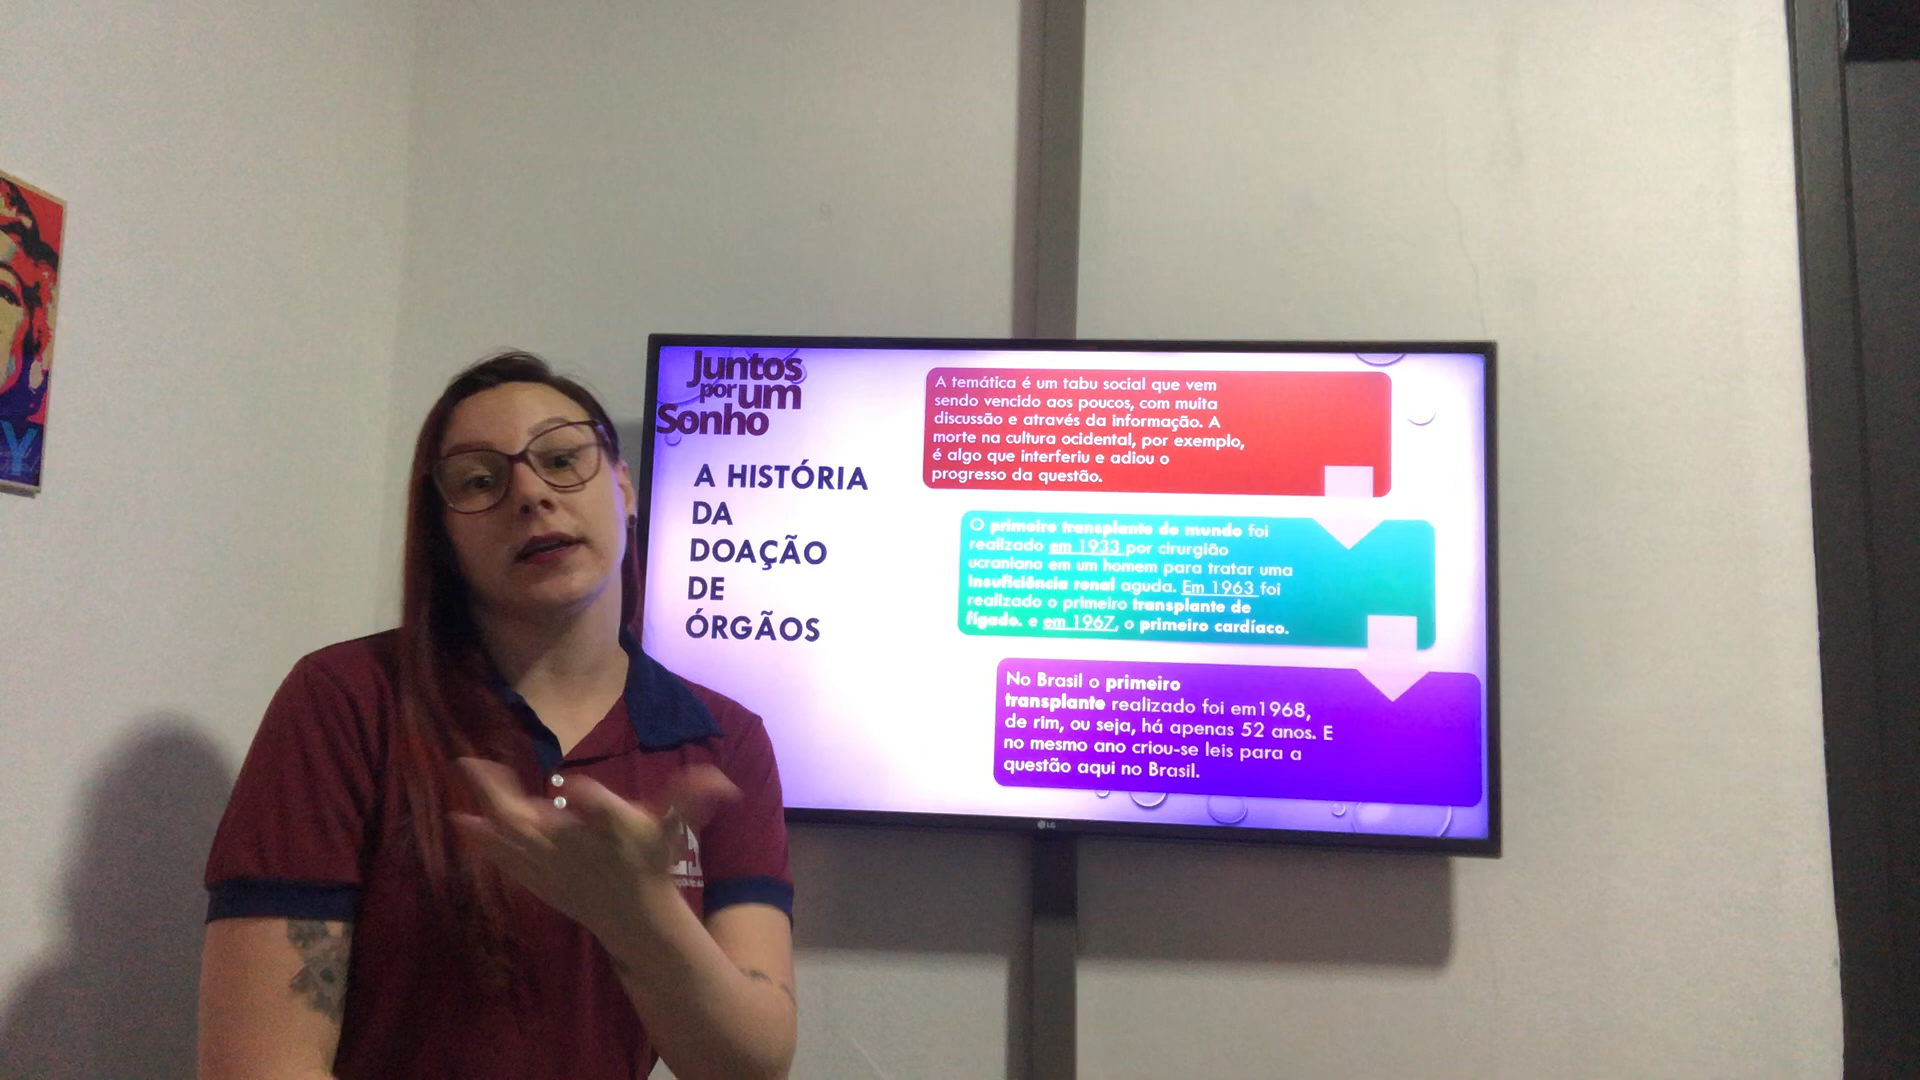 Juntos
por um
Sonho
A HISTÓRIA
DA
DOAÇÃO
DE
ÓRGÃOS
A temática é um tabu social que vem
sendo vencido aos poucos, com muita
discussão e através da informação. A
morte na cultura ocidental, por exemplo,
é algo que interferiu e adiou o
progresso da questão.
O primeiro transplante do mundo foi
realizado em 1933 por cirurgião
ucraniano em um homem para tratar uma
insuficiência renal aguda. Em 1963 foi
realizado o primeiro transplante de
fígado. e em 1967, o primeiro cardíaco.
No Brasil o primeiro
transplante realizado foi em1968,
de rim, ou seja, há apenas 52 anos. E
no mesmo ano criou-se leis para a
questão aqui no Brasil.
LG
Y